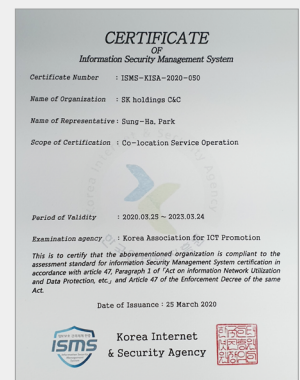 CERTIFICATE
OF
Information Security Management System
Certificate Number : ISMS-KISA-2020-050
Name of Organization : SK holdings C&C
Name of Representative : Sung-Ha, Park
Scope of Certification : Co-location Service Operation
Period of Validity : 2020.03.25 ~ 2023.03.24
Examination agency : Korea Association for ICT Promotion
This is to certify that the abovementioned organization is compliant to the
assessment standard for information Security Management System certification in
accordance with article 47, Paragraph 1 of 「Act on information Network Utilization
and Data Protection, etc.」 and Article 47 of the Enforcement Decree of the same
Act.
Date of Issuance : 25 March 2020
ISMS
Korea Internet
& Security Agency